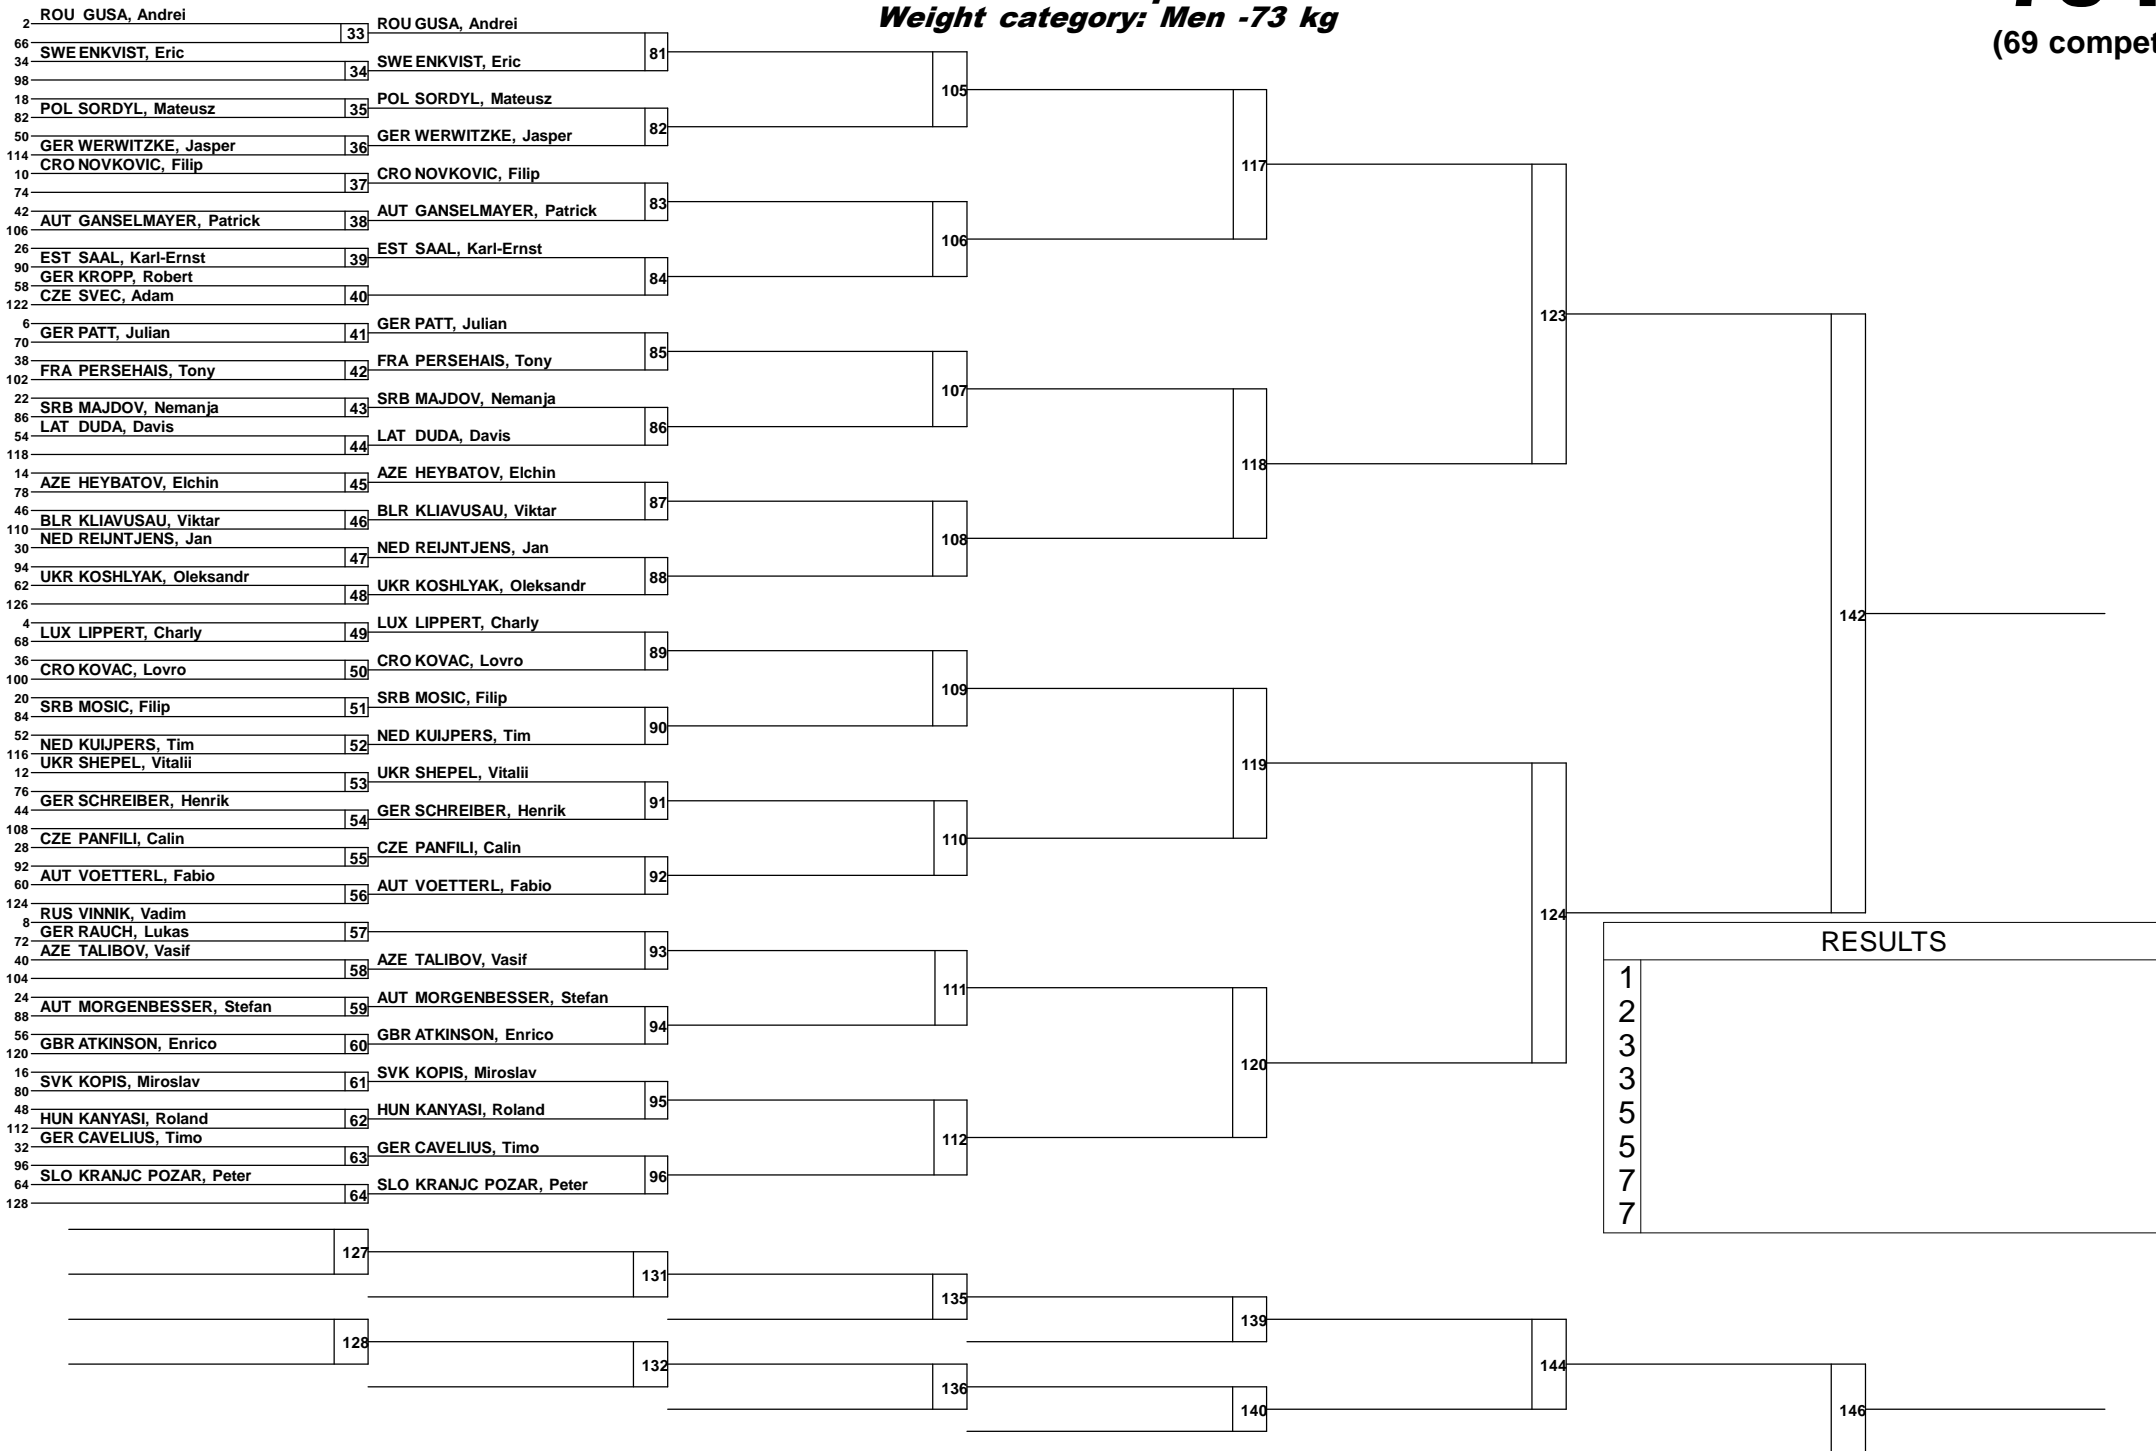 Weight category: Men -73 kg
(69 compet
2 ROU GUSA, Andrei
66
33 ROU GUSA, Andrei
34 SWE ENKVIST, Eric
98
34 SWE ENKVIST, Eric
81
18
82 POL SORDYL, Mateusz
35 POL SORDYL, Mateusz
50
114 GER WERWITZKE, Jasper
36 GER WERWITZKE, Jasper
82
105
10 CRO NOVKOVIC, Filip
74
37 CRO NOVKOVIC, Filip
42
106 AUT GANSELMAYER, Patrick
38 AUT GANSELMAYER, Patrick
83
26
90 EST SAAL, Karl-Ernst
39 EST SAAL, Karl-Ernst
58 GER KROPP, Robert
122 CZE SVEC, Adam
40
84
106
117
6
70 GER PATT, Julian
41 GER PATT, Julian
38
102 FRA PERSEHAIS, Tony
42 FRA PERSEHAIS, Tony
85
22
86 SRB MAJDOV, Nemanja
43 SRB MAJDOV, Nemanja
54 LAT DUDA, Davis
118
44 LAT DUDA, Davis
86
107
14
78 AZE HEYBATOV, Elchin
45 AZE HEYBATOV, Elchin
46
110 BLR KLIAVUSAU, Viktar
46 BLR KLIAVUSAU, Viktar
87
30 NED REIJNTJENS, Jan
94
47 NED REIJNTJENS, Jan
62 UKR KOSHLYAK, Oleksandr
126
48 UKR KOSHLYAK, Oleksandr
88
108
118
123
4
68 LUX LIPPERT, Charly
49 LUX LIPPERT, Charly
36
100 CRO KOVAC, Lovro
50 CRO KOVAC, Lovro
89
20
84 SRB MOSIC, Filip
51 SRB MOSIC, Filip
52
116 NED KUIJPERS, Tim
52 NED KUIJPERS, Tim
90
109
12 UKR SHEPEL, Vitalii
76
53 UKR SHEPEL, Vitalii
44 GER SCHREIBER, Henrik
108
54 GER SCHREIBER, Henrik
91
28 CZE PANFILI, Calin
92
55 CZE PANFILI, Calin
60 AUT VOETTERL, Fabio
124
56 AUT VOETTERL, Fabio
92
110
119
8 RUS VINNIK, Vadim
72 GER RAUCH, Lukas
57
40 AZE TALIBOV, Vasif
104
58 AZE TALIBOV, Vasif
93
24
88 AUT MORGENBESSER, Stefan
59 AUT MORGENBESSER, Stefan
56
120 GBR ATKINSON, Enrico
60 GBR ATKINSON, Enrico
94
111
16
80 SVK KOPIS, Miroslav
61 SVK KOPIS, Miroslav
48
112 HUN KANYASI, Roland
62 HUN KANYASI, Roland
95
32 GER CAVELIUS, Timo
96
63 GER CAVELIUS, Timo
64 SLO KRANJC POZAR, Peter
128
64 SLO KRANJC POZAR, Peter
96
112
120
124
142
RESULTS
1
2
3
3
5
5
7
7
127
131
135
139
128
132
136
140
144
146